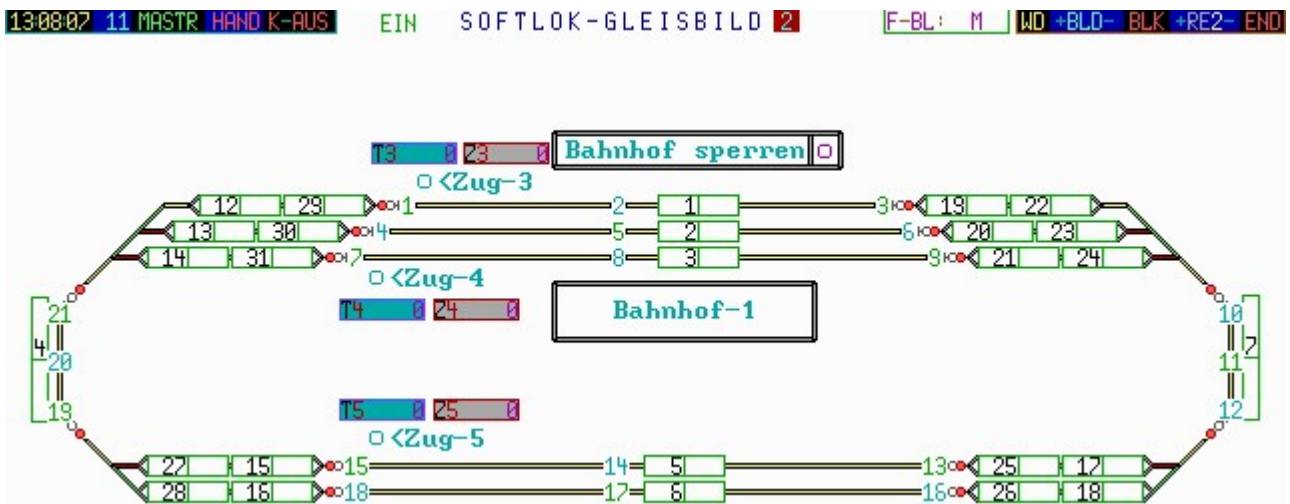 13:08:07 11 MASTR HAND K-AUS EIN SOFTLOK-GLEISBILD 2 F-BL: M WD +BLD- BLK +RE2- END
T3 0 Z3 0 Bahnhof sperren
<Zug-3
12 29 1 2 1 3 19 22
13 30 4 5 2 6 20 23
14 31 7 8 3 9 21 24
<Zug-4
T4 0 Z4 0 Bahnhof-1
21 10
4 7
20 11
19 12
T5 0 Z5 0
<Zug-5
27 15 15 14 5 13 25 17
28 16 18 17 6 16 26 18